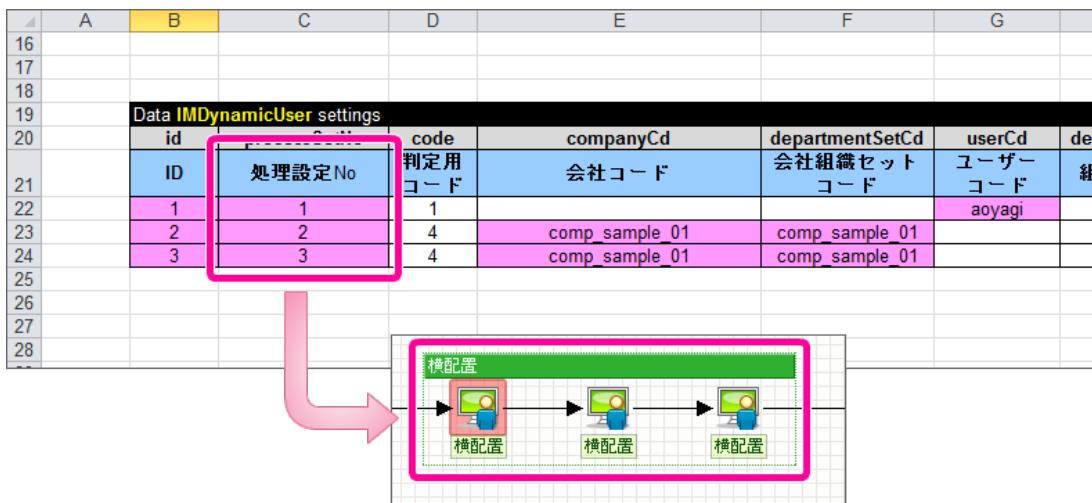 A B C D E F G
16
17
18
19 Data IMDynamicUser settings
20 id code companyCd departmentSetCd userCd de
21 ID 処理設定No 判定用コード 会社コード 会社組織セットコード ユーザーコード 組
22 1 1 1 aoyagi
23 2 2 4 comp_sample_01 comp_sample_01
24 3 3 4 comp_sample_01 comp_sample_01
25
26
27
28
横配置
横配置 横配置 横配置